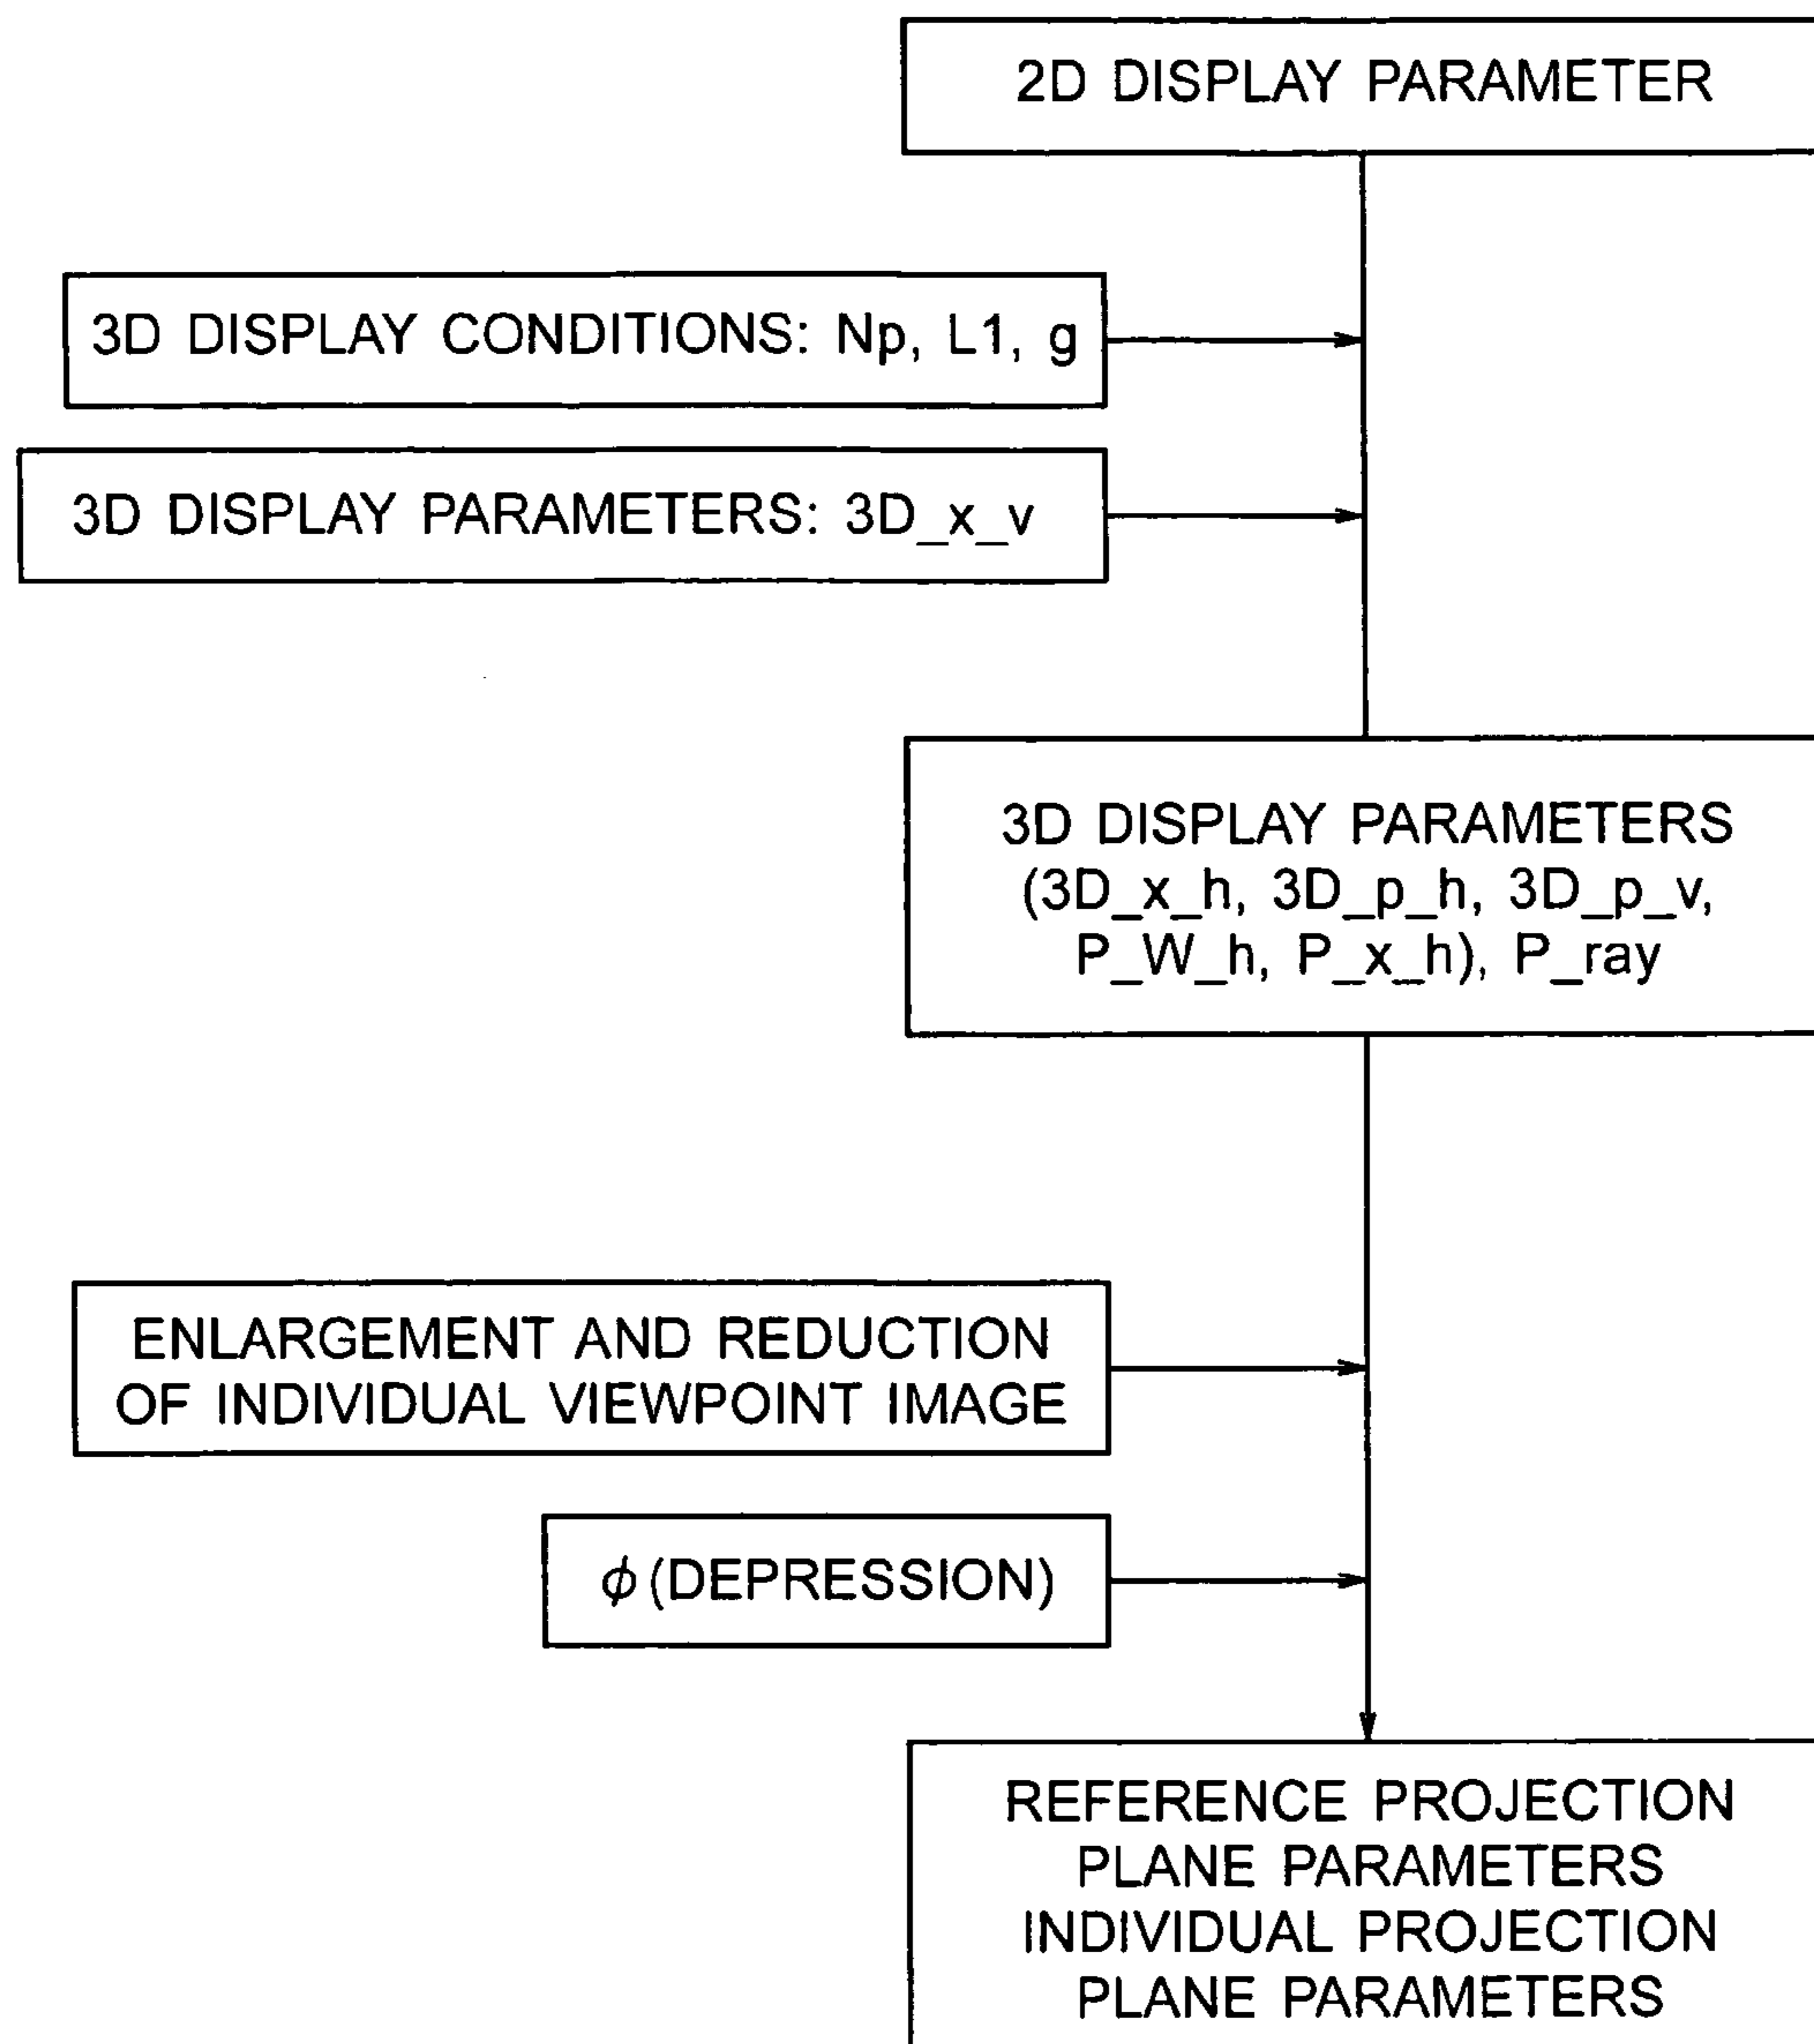 2D DISPLAY PARAMETER
3D DISPLAY CONDITIONS: Np, L1, g
3D DISPLAY PARAMETERS: 3D_x_v
3D DISPLAY PARAMETERS
(3D_x_h, 3D_p_h, 3D_p_v,
P_W_h, P_x_h), P_ray
ENLARGEMENT AND REDUCTION
OF INDIVIDUAL VIEWPOINT IMAGE
ϕ (DEPRESSION)
REFERENCE PROJECTION
PLANE PARAMETERS
INDIVIDUAL PROJECTION
PLANE PARAMETERS